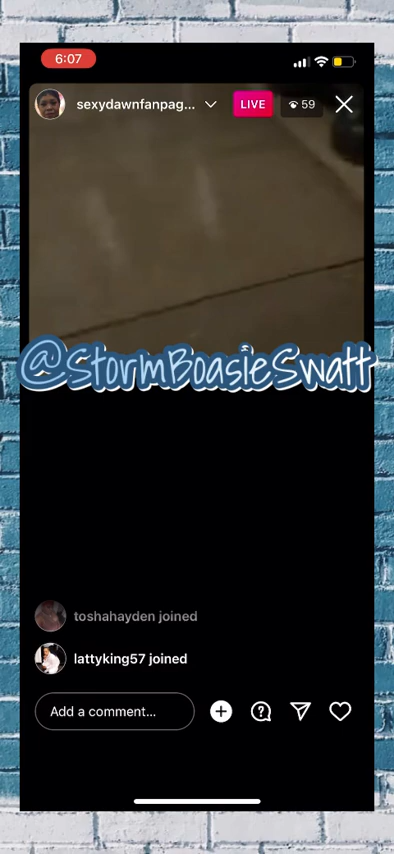 6:07
sexydawnfanpag... LIVE 59
@StormBoasieSwatt
toshahayden joined
lattyking57 joined
Add a comment...